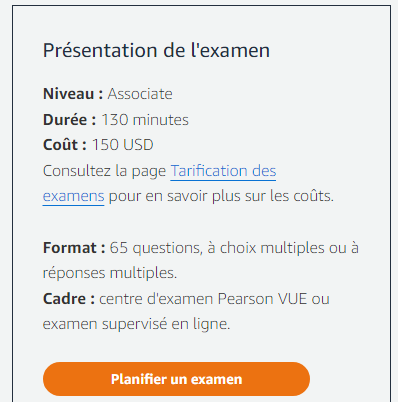 Présentation de l'examen
Niveau : Associate
Durée : 130 minutes
Coût : 150 USD
Consultez la page Tarification des
examens pour en savoir plus sur les coûts.
Format : 65 questions, à choix multiples ou à
réponses multiples.
Cadre : centre d'examen Pearson VUE ou
examen supervisé en ligne.
Planifier un examen